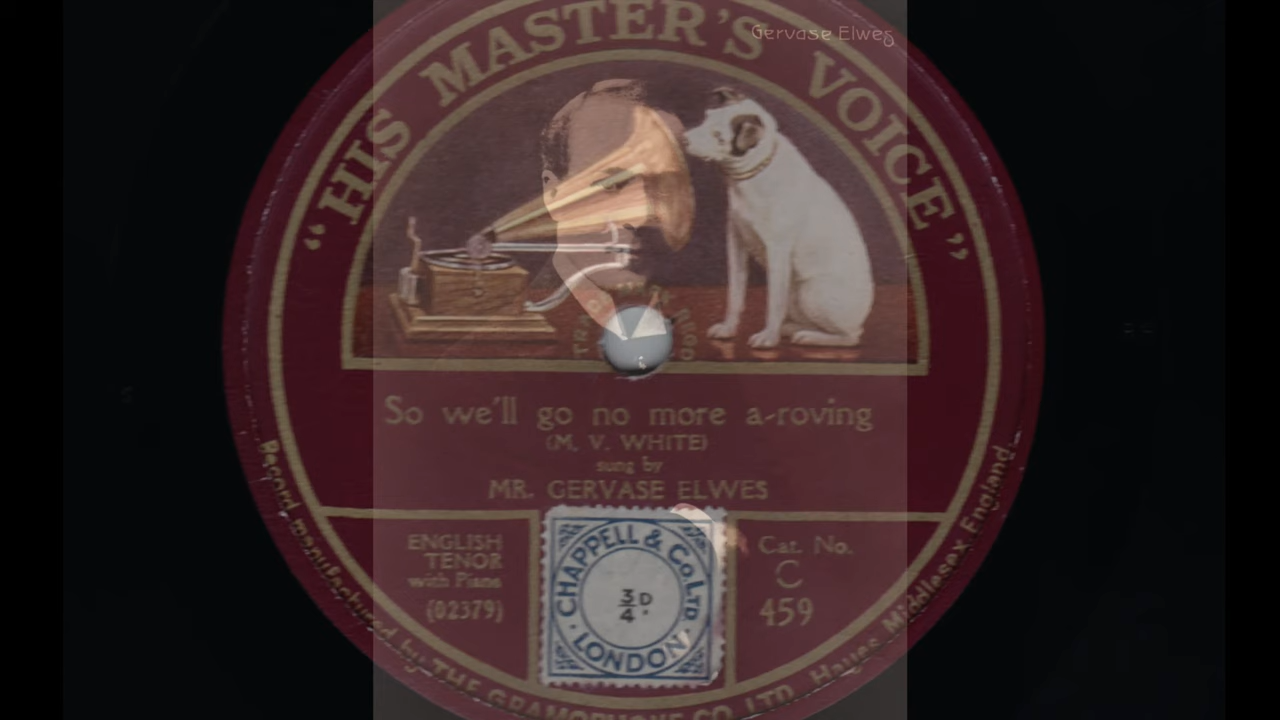 Gervase Elwes
"HIS MASTER'S VOICE"
So we'll go no more a-roving
(M. V. WHITE)
sung by
MR. GERVASE ELWES
ENGLISH
TENOR
with Piano
(02379)
CHAPPELL & CO. LTD.
3/4 D.
LONDON
Cat. No.
C
459
Record manufactured by THE GRAMOPHONE CO., LTD. Hayes, Middlesex, England